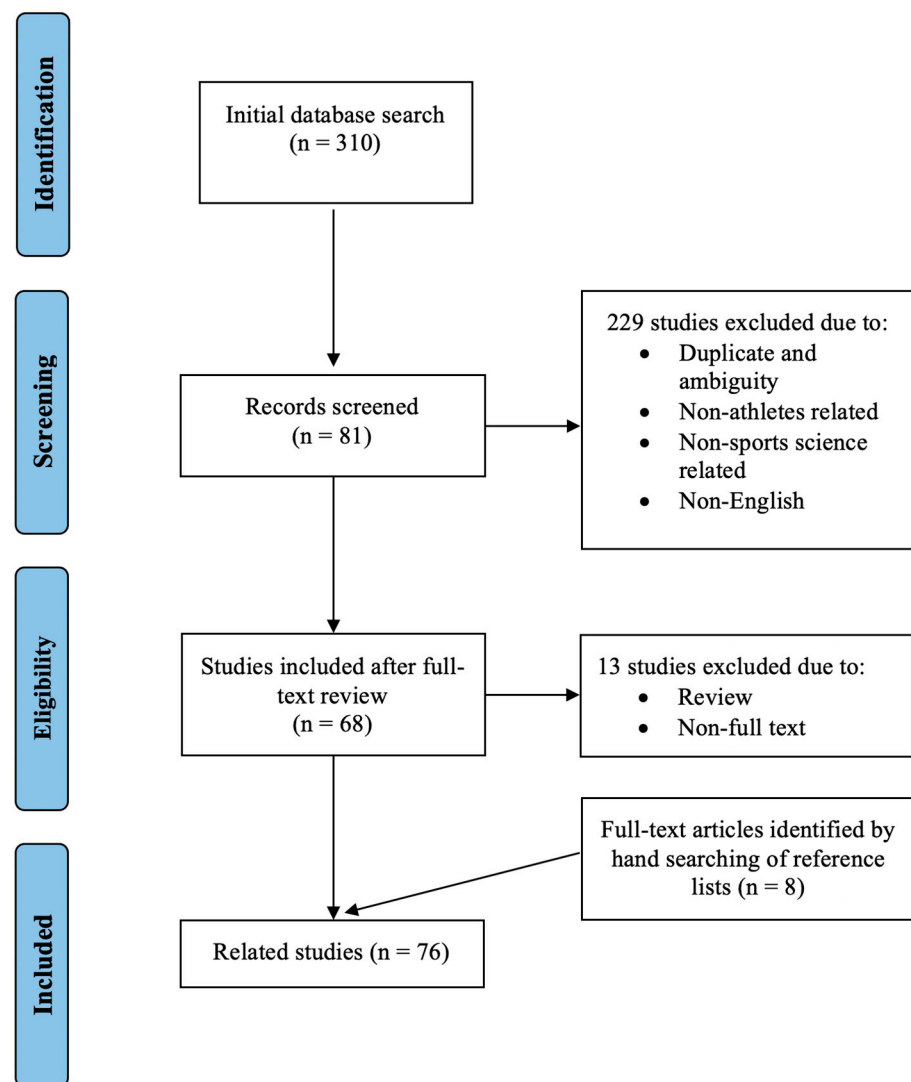 Identification
Initial database search
(n = 310)
Screening
Records screened
(n = 81)
229 studies excluded due to:
• Duplicate and
ambiguity
• Non-athletes related
• Non-sports science
related
• Non-English
Eligibility
Studies included after full-
text review
(n = 68)
13 studies excluded due to:
• Review
• Non-full text
Full-text articles identified by
hand searching of reference
lists (n = 8)
Included
Related studies (n = 76)